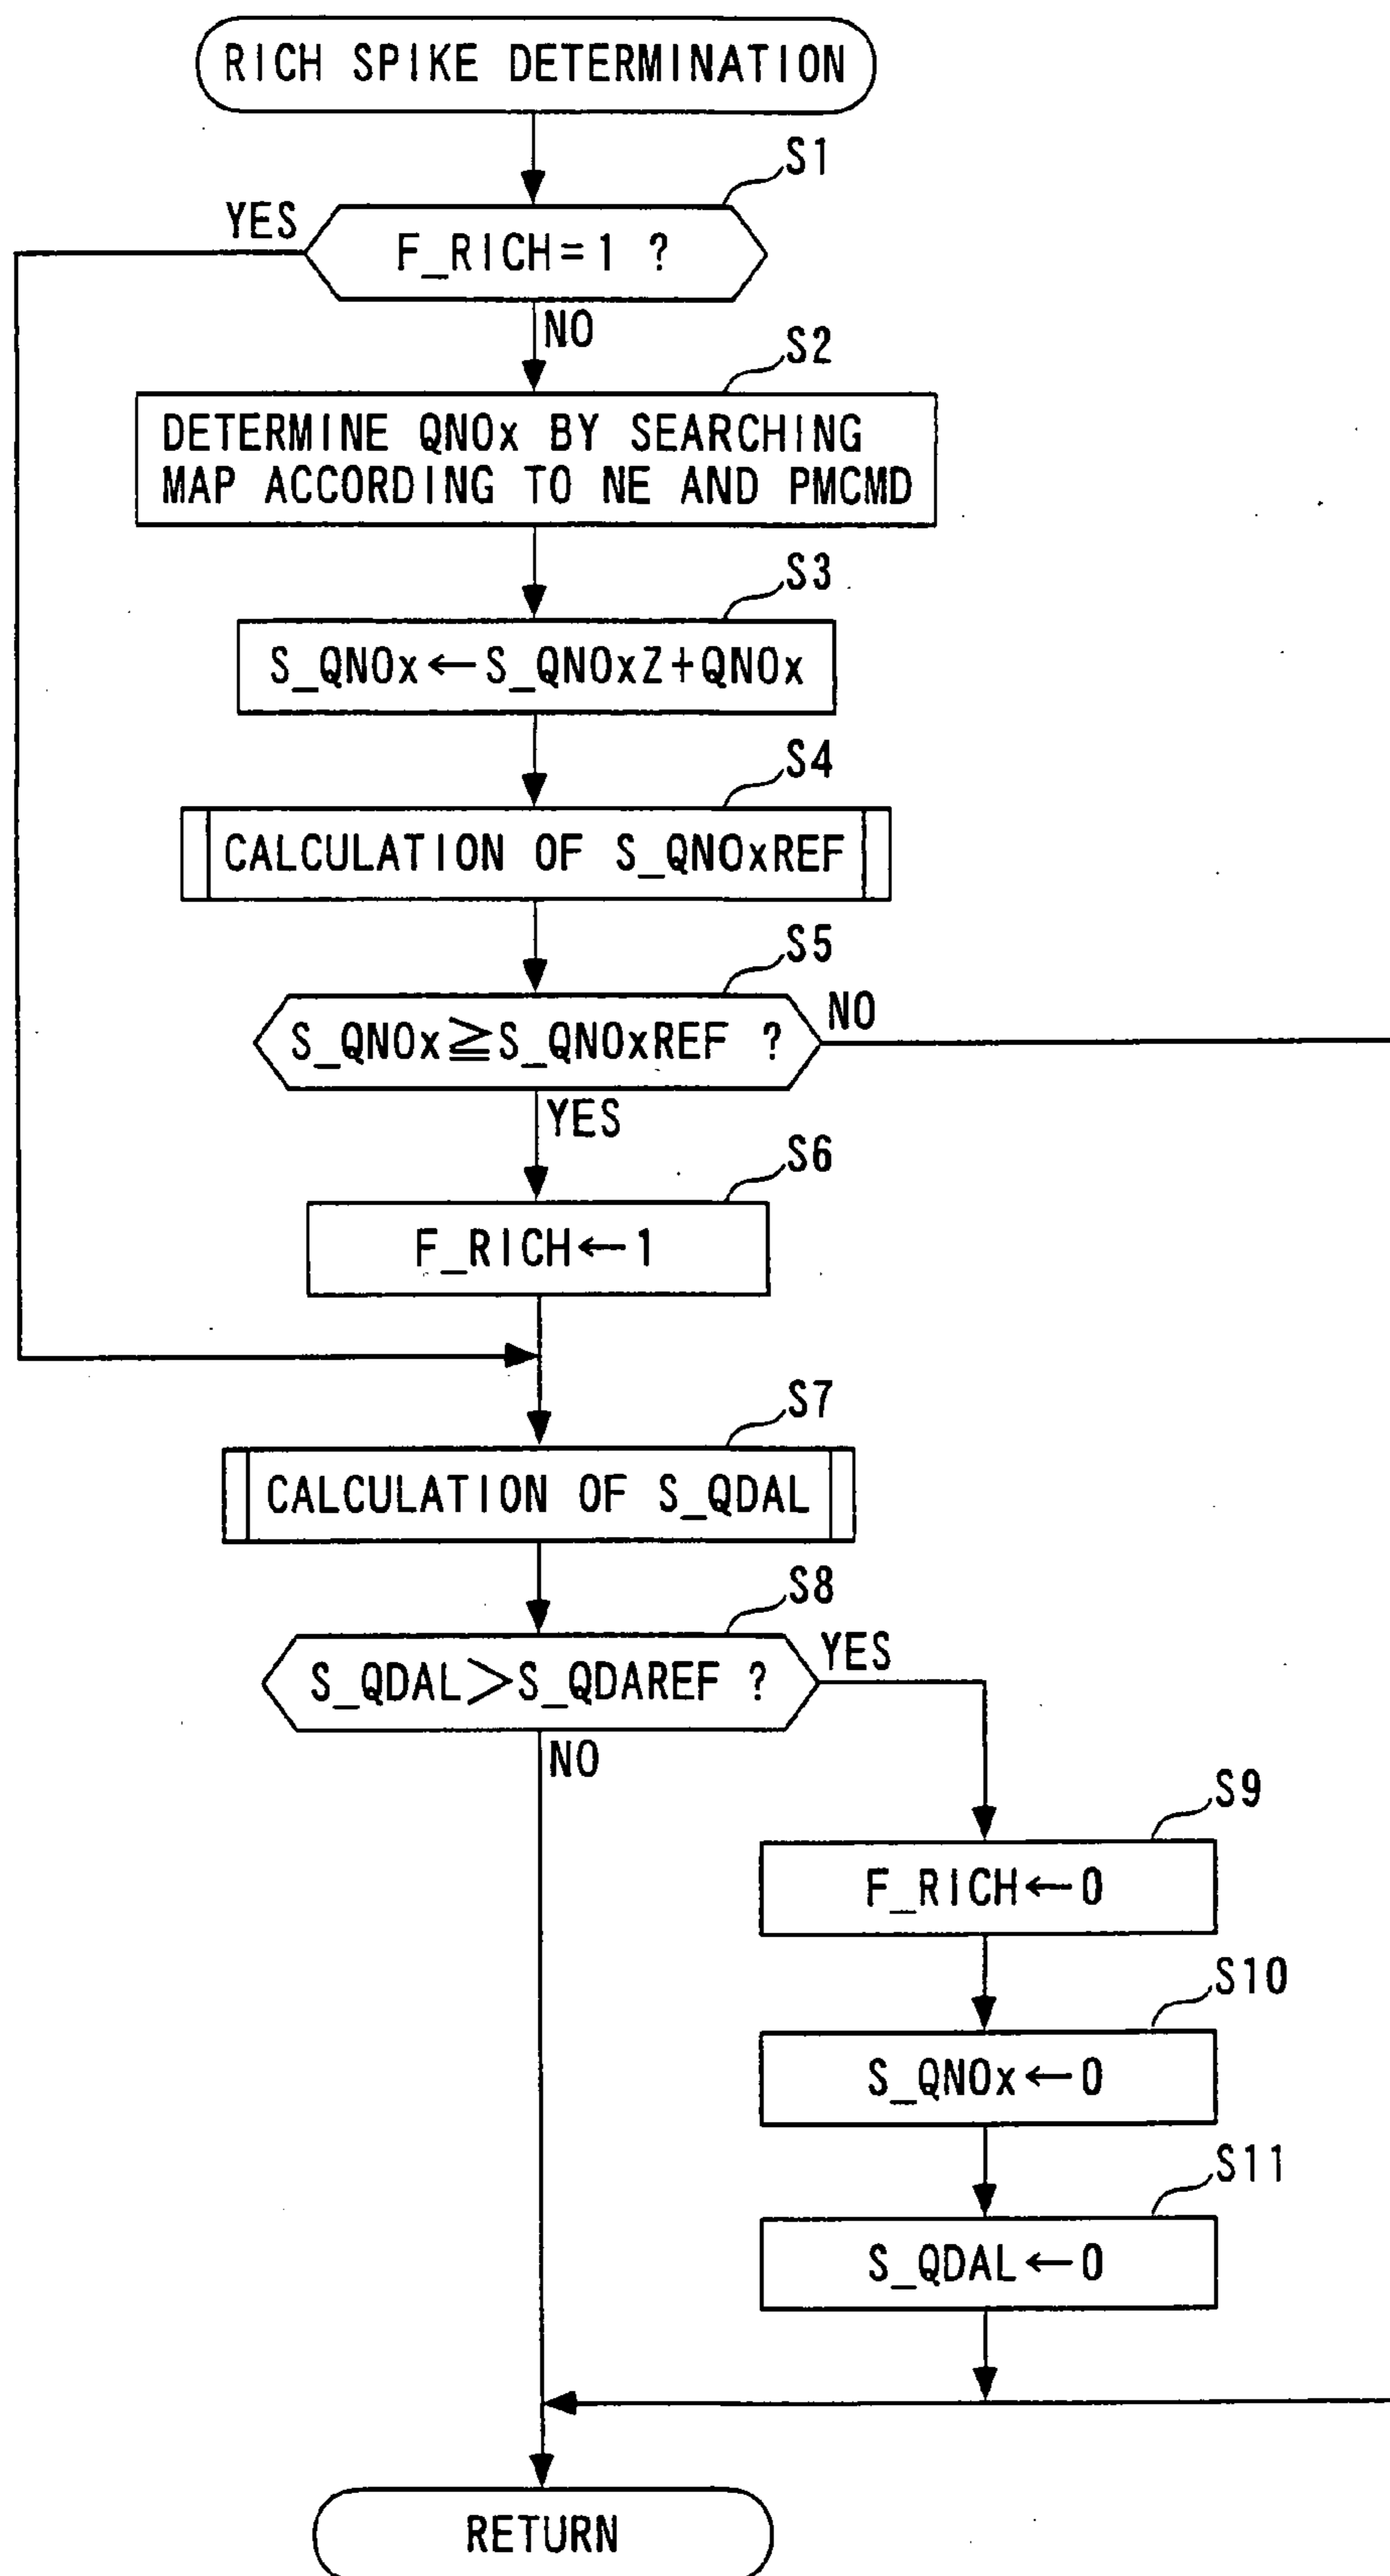 RICH SPIKE DETERMINATION
S1
YES
F_RICH=1 ?
NO
S2
DETERMINE QNOx BY SEARCHING
MAP ACCORDING TO NE AND PMCMD
S3
S_QNOx←S_QNOxZ+QNOx
S4
CALCULATION OF S_QNOxREF
S5
S_QNOx≧S_QNOxREF ?
NO
YES
S6
F_RICH←1
S7
CALCULATION OF S_QDAL
S8
S_QDAL>S_QDAREF ?
YES
NO
S9
F_RICH←0
S10
S_QNOx←0
S11
S_QDAL←0
RETURN